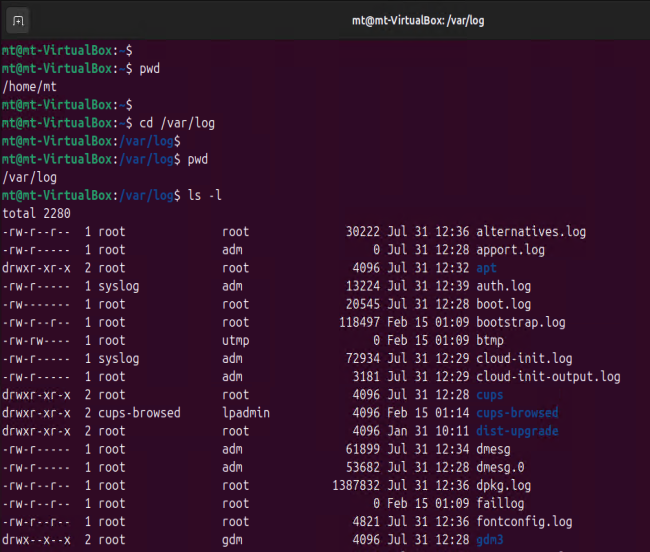 mt@mt-VirtualBox: /var/log
mt@mt-VirtualBox:~$
mt@mt-VirtualBox:~$ pwd
/home/mt
mt@mt-VirtualBox:~$
mt@mt-VirtualBox:~$ cd /var/log
mt@mt-VirtualBox:/var/log$
mt@mt-VirtualBox:/var/log$ pwd
/var/log
mt@mt-VirtualBox:/var/log$ ls -l
total 2280
-rw-r--r--  1 root         root       30222 Jul 31 12:36 alternatives.log
-rw-r-----  1 root         adm            0 Jul 31 12:28 apport.log
drwxr-xr-x  2 root         root        4096 Jul 31 12:32 apt
-rw-r-----  1 syslog       adm        13224 Jul 31 12:39 auth.log
-rw-------  1 root         root       20545 Jul 31 12:28 boot.log
-rw-r--r--  1 root         root      118497 Feb 15 01:09 bootstrap.log
-rw-rw----  1 root         utmp           0 Feb 15 01:09 btmp
-rw-r-----  1 syslog       adm        72934 Jul 31 12:29 cloud-init.log
-rw-r-----  1 root         adm         3181 Jul 31 12:29 cloud-init-output.log
drwxr-xr-x  2 root         root        4096 Jul 31 12:28 cups
drwxr-xr-x  2 cups-browsed lpadmin     4096 Feb 15 01:14 cups-browsed
drwxr-xr-x  2 root         root        4096 Jan 31 10:11 dist-upgrade
-rw-r-----  1 root         adm        61899 Jul 31 12:34 dmesg
-rw-r-----  1 root         adm        53682 Jul 31 12:28 dmesg.0
-rw-r--r--  1 root         root     1387832 Jul 31 12:36 dpkg.log
-rw-r--r--  1 root         root           0 Feb 15 01:09 faillog
-rw-r--r--  1 root         root        4821 Jul 31 12:36 fontconfig.log
drwx--x--x  2 root         gdm         4096 Jul 31 12:28 gdm3